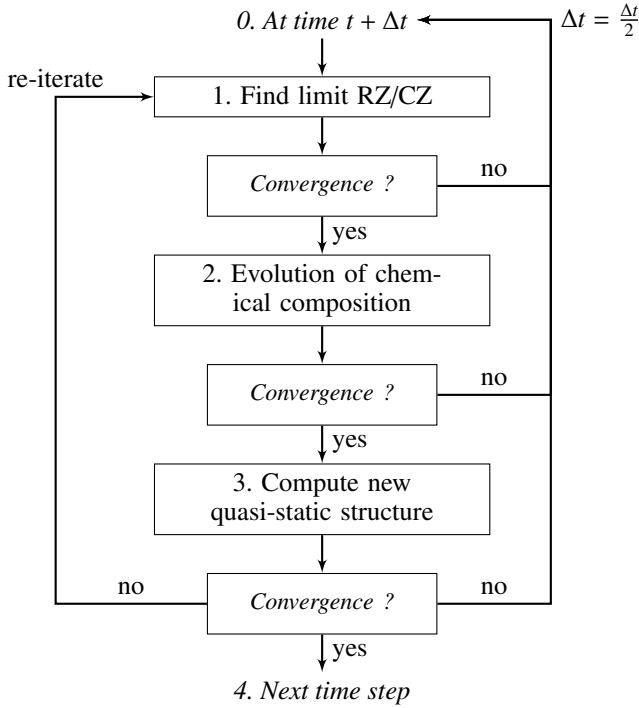 0. At time t + Δt
Δt = Δt/2
re-iterate
1. Find limit RZ/CZ
Convergence ?
no
yes
2. Evolution of chem-
ical composition
Convergence ?
no
yes
3. Compute new
quasi-static structure
no
Convergence ?
no
yes
4. Next time step